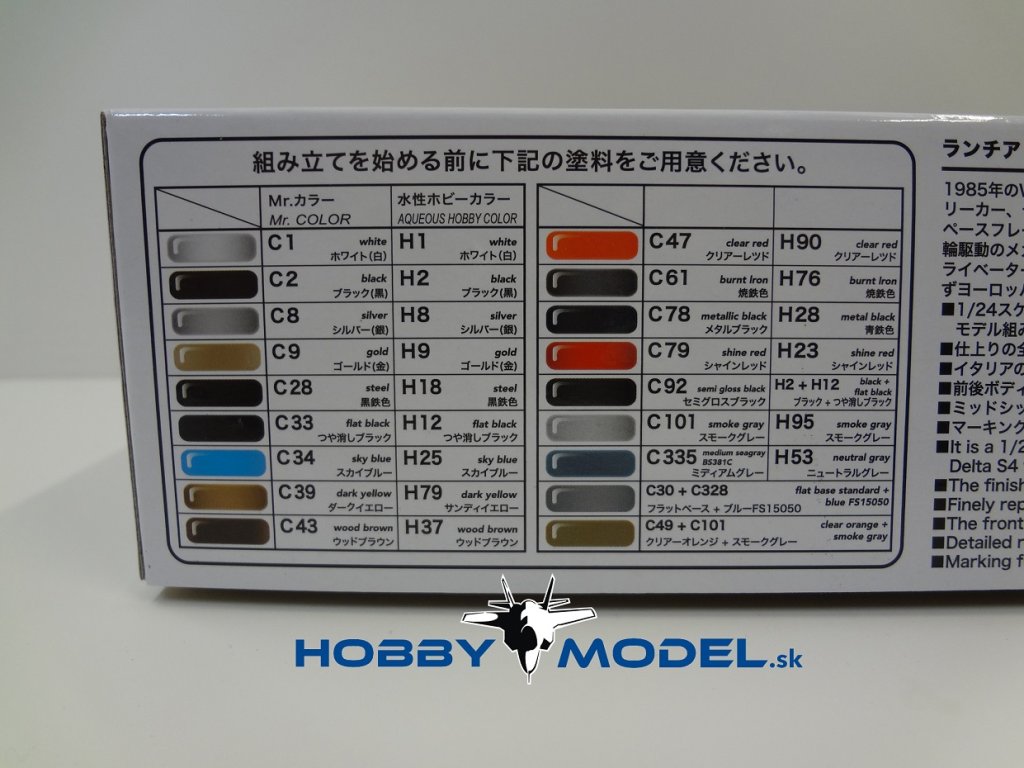 組み立てを始める前に下記の塗料をご用意ください。
Mr.カラー 水性ホビーカラー
Mr. COLOR AQUEOUS HOBBY COLOR
C1 white H1 white
ホワイト(白) ホワイト(白)
C2 black H2 black
ブラック(黒) ブラック(黒)
C8 silver H8 silver
シルバー(銀) シルバー(銀)
C9 gold H9 gold
ゴールド(金) ゴールド(金)
C28 steel H18 steel
黒鉄色 黒鉄色
C33 flat black H12 flat black
つや消しブラック つや消しブラック
C34 sky blue H25 sky blue
スカイブルー スカイブルー
C39 dark yellow H79 dark yellow
ダークイエロー サンディイエロー
C43 wood brown H37 wood brown
ウッドブラウン ウッドブラウン
C47 clear red H90 clear red
クリアーレッド クリアーレッド
C61 burnt iron H76 burnt iron
焼鉄色 焼鉄色
C78 metallic black H28 metal black
メタルブラック 青鉄色
C79 shine red H23 shine red
シャインレッド シャインレッド
C92 semi gloss black H2 + H12 black +
flat black
セミグロスブラック ブラック + つや消しブラック
C101 smoke gray H95 smoke gray
スモークグレー スモークグレー
C335 medium seagray H53 neutral gray
BS381C
ミディアムグレー ニュートラルグレー
C30 + C328 flat base standard +
blue FS15050
フラットベース + ブルーFS15050
C49 + C101 clear orange +
smoke gray
クリアーオレンジ + スモークグレー
ランチア
1985年の
リーカー、
ペースフレー
輪駆動のメ
ライベータ
ずヨーロッ
■1/24スケ
モデル組
■仕上りの
■イタリアの
■前後ボディ
■ミッドシッ
■マーキング
■It is a 1/2
Delta S4
■The finish
■Finely rep
■The front
■Detailed
■Marking f
HOBBY MODEL.sk